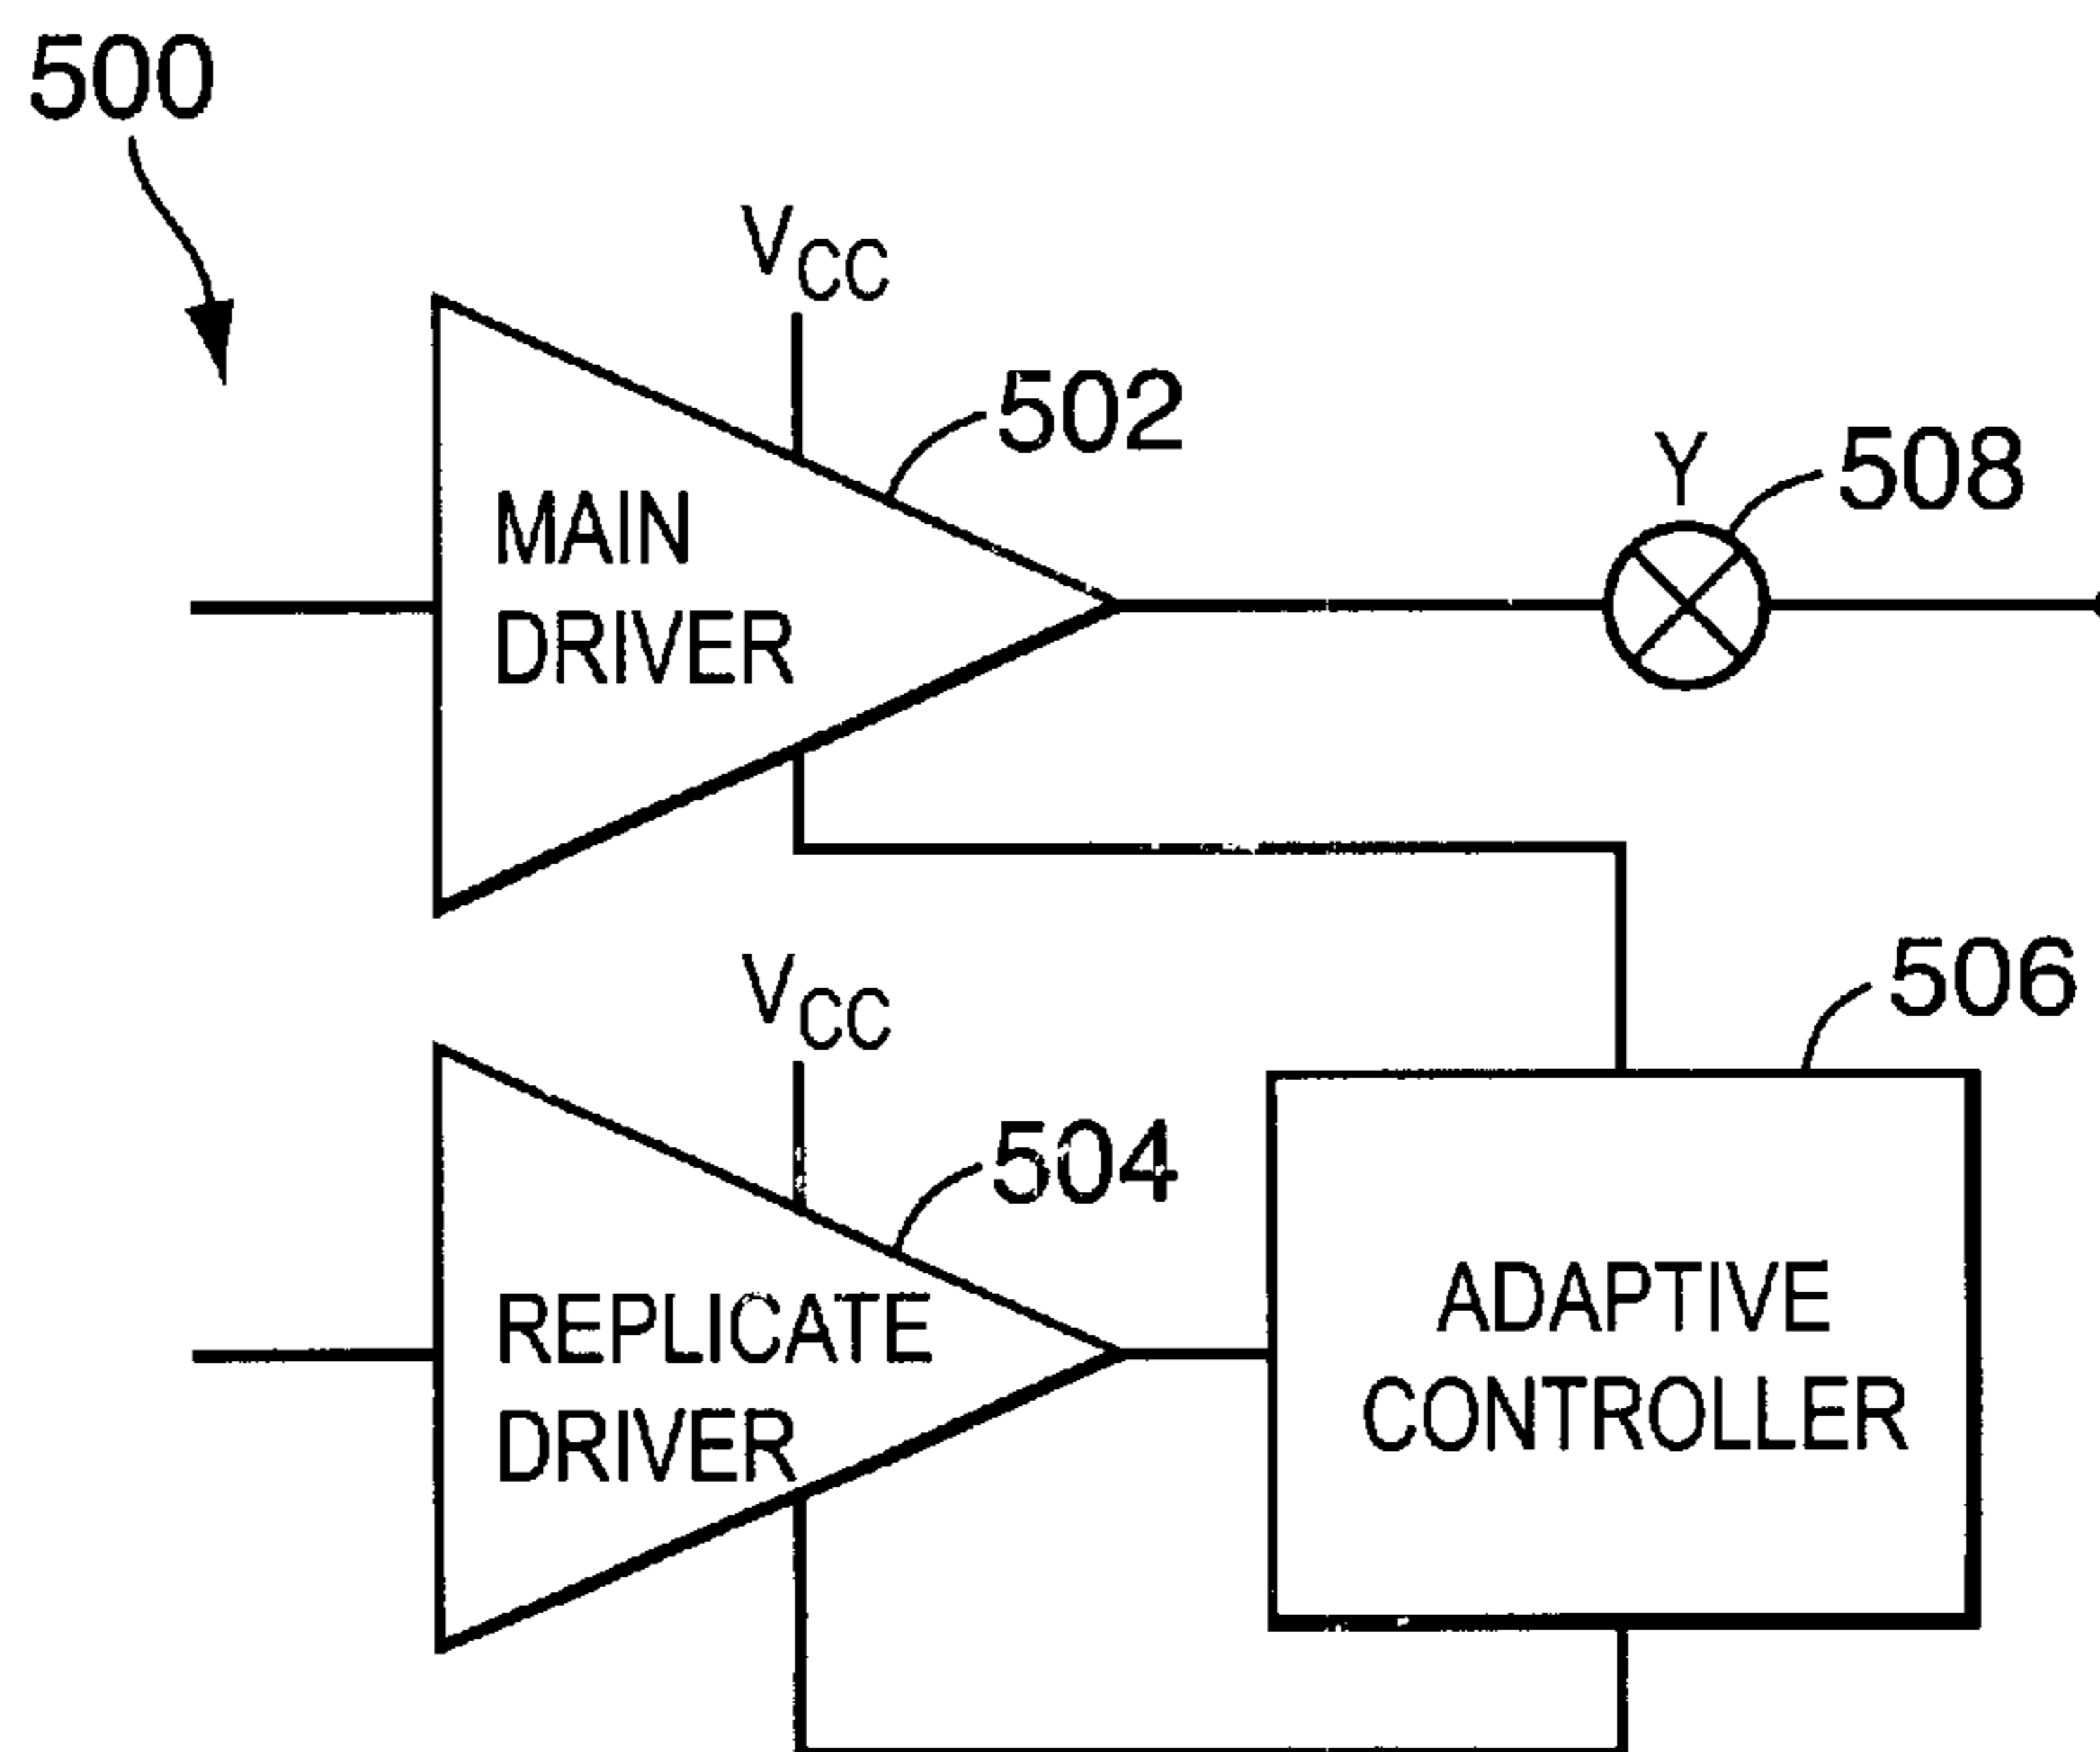 500
VCC
502
MAIN
DRIVER
Y
508
VCC
506
504
REPLICATE
DRIVER
ADAPTIVE
CONTROLLER